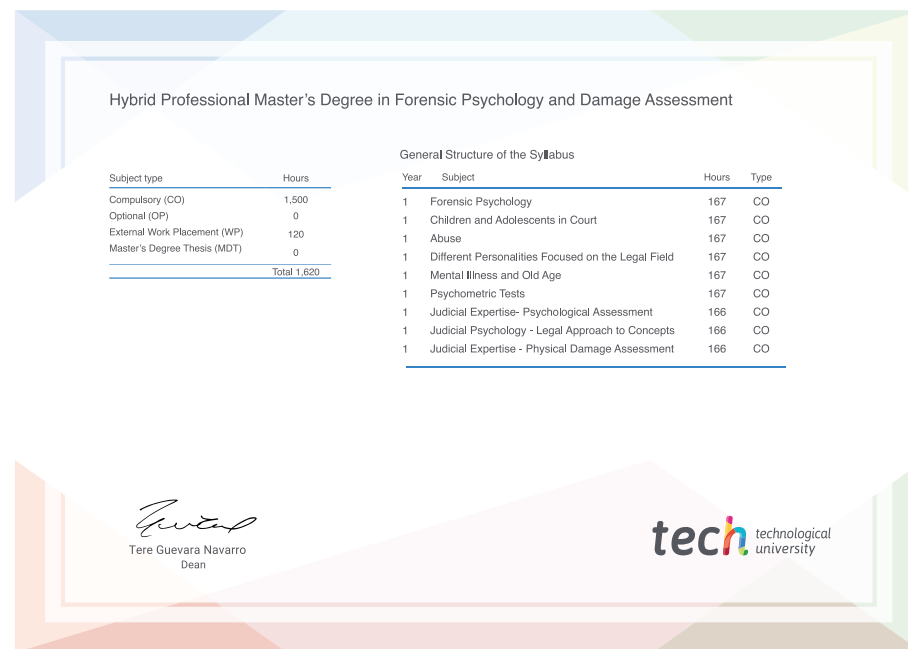 Hybrid Professional Master's Degree in Forensic Psychology and Damage Assessment
Subject type Hours
Compulsory (CO) 1,500
Optional (OP) 0
External Work Placement (WP) 120
Master's Degree Thesis (MDT) 0
Total 1,620
General Structure of the Syllabus
Year Subject Hours Type
1 Forensic Psychology 167 CO
1 Children and Adolescents in Court 167 CO
1 Abuse 167 CO
1 Different Personalities Focused on the Legal Field 167 CO
1 Mental Illness and Old Age 167 CO
1 Psychometric Tests 167 CO
1 Judicial Expertise- Psychological Assessment 166 CO
1 Judicial Psychology - Legal Approach to Concepts 166 CO
1 Judicial Expertise - Physical Damage Assessment 166 CO
Tere Guevara Navarro
Dean
tech technological
university